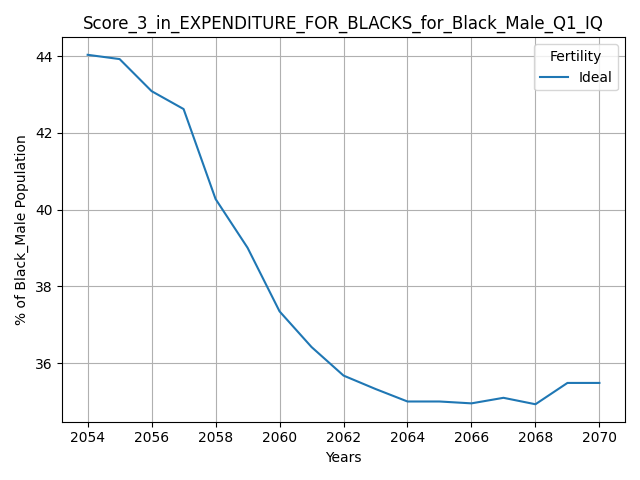 Score_3_in_EXPENDITURE_FOR_BLACKS_for_Black_Male_Q1_IQ
Fertility
Ideal
44
42
40
38
36
% of Black_Male Population
2054 2056 2058 2060 2062 2064 2066 2068 2070
Years